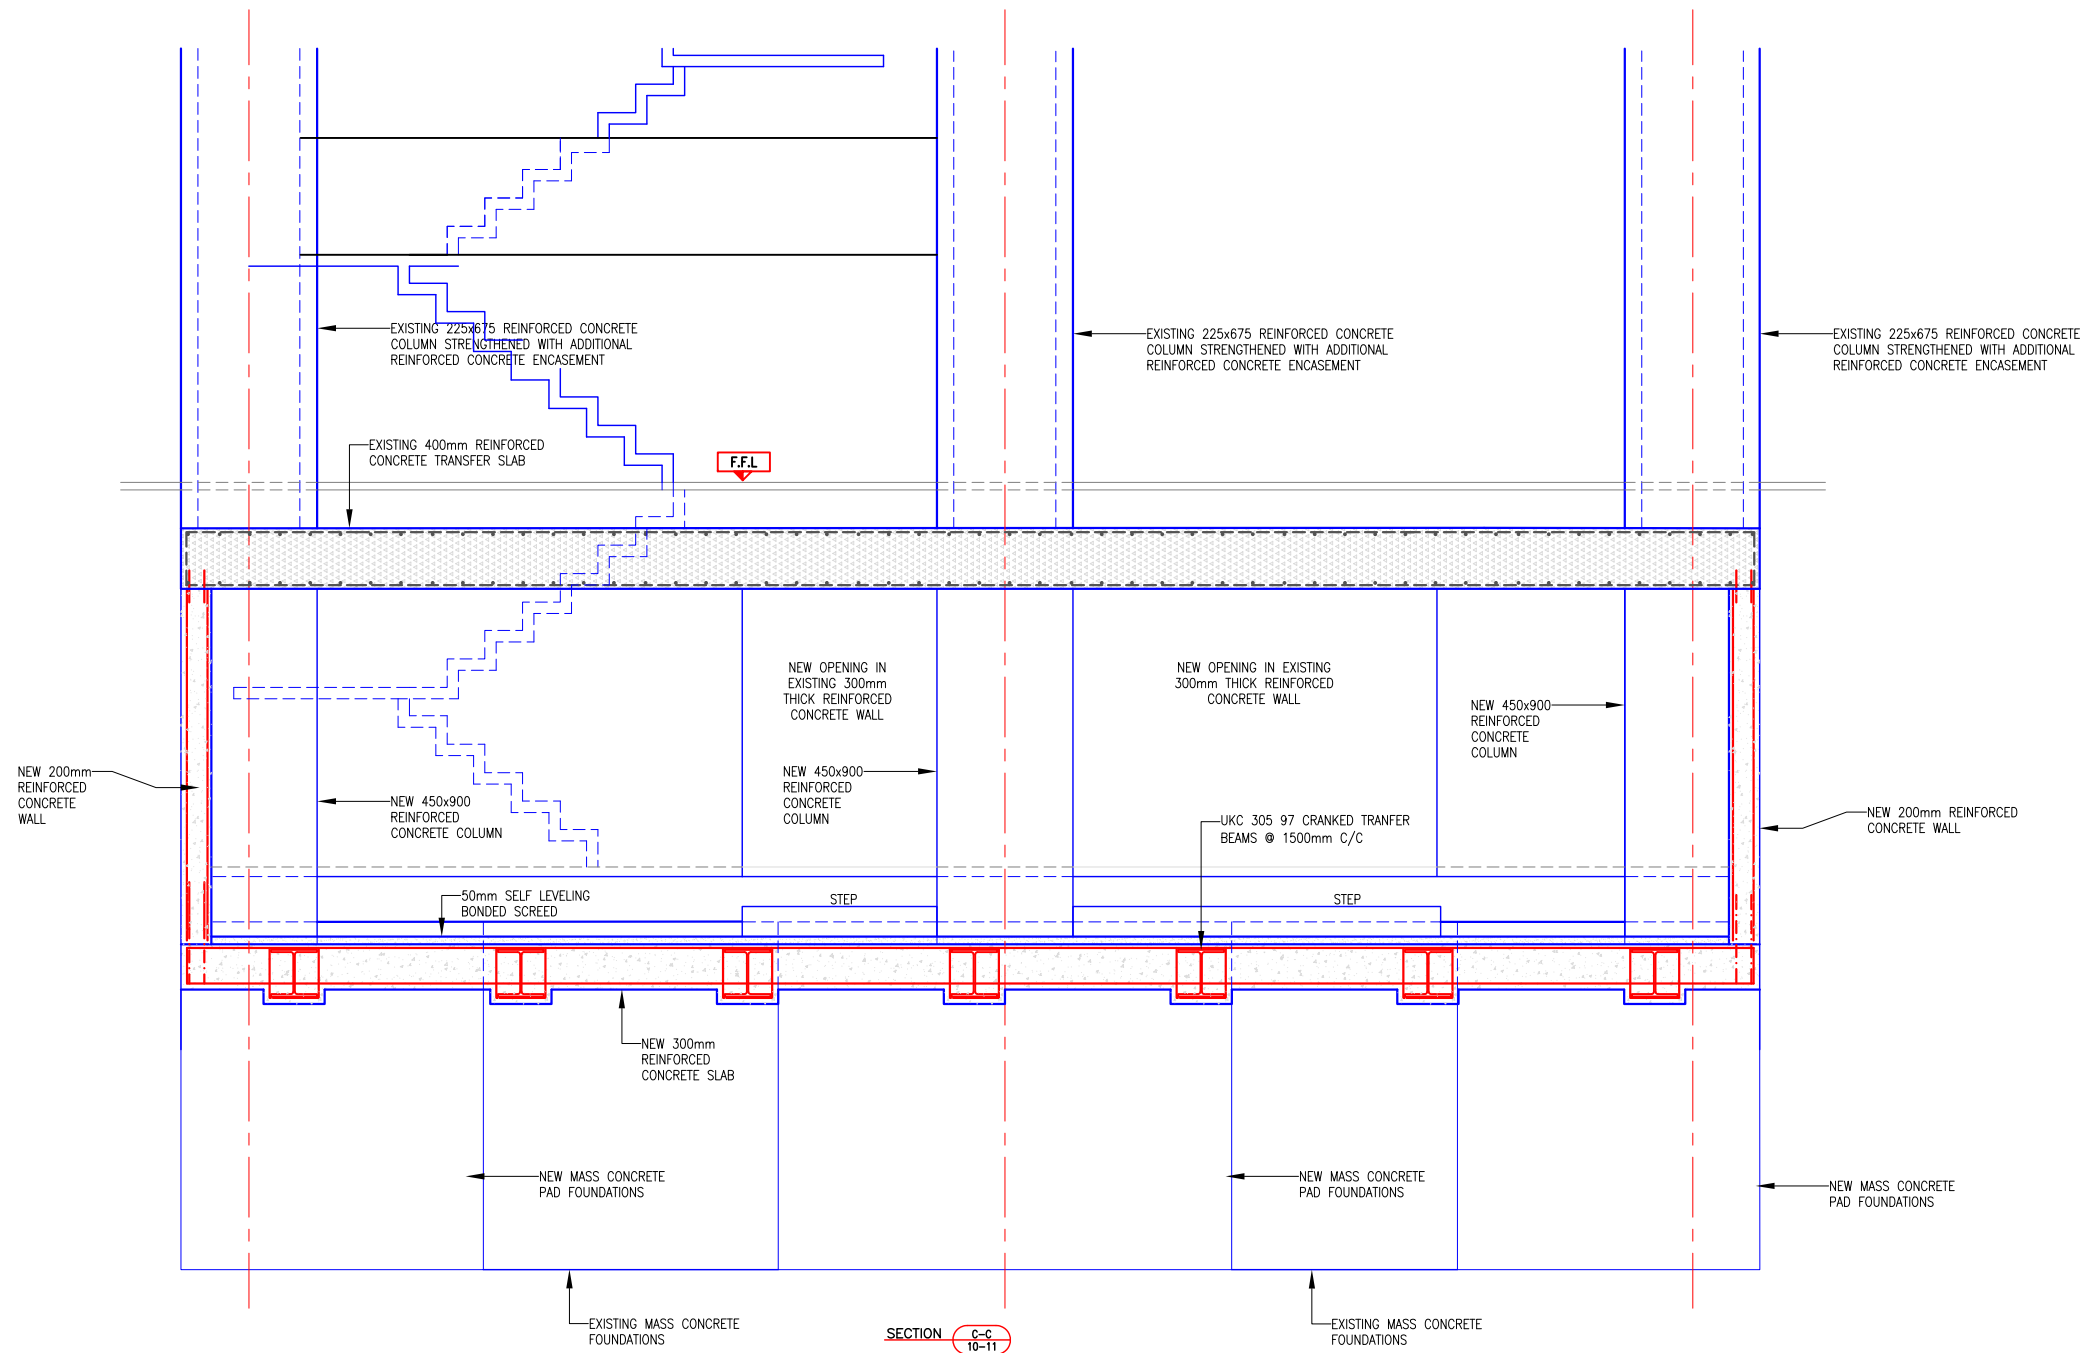 EXISTING 225x675 REINFORCED CONCRETE
COLUMN STRENGTHENED WITH ADDITIONAL
REINFORCED CONCRETE ENCASEMENT
EXISTING 225x675 REINFORCED CONCRETE
COLUMN STRENGTHENED WITH ADDITIONAL
REINFORCED CONCRETE ENCASEMENT
EXISTING 225x675 REINFORCED CONCRETE
COLUMN STRENGTHENED WITH ADDITIONAL
REINFORCED CONCRETE ENCASEMENT
EXISTING 400mm REINFORCED
CONCRETE TRANSFER SLAB
F.F.L
NEW OPENING IN
EXISTING 300mm
THICK REINFORCED
CONCRETE WALL
NEW OPENING IN EXISTING
300mm THICK REINFORCED
CONCRETE WALL
NEW 450x900
REINFORCED
CONCRETE
COLUMN
NEW 200mm
REINFORCED
CONCRETE
WALL
NEW 450x900
REINFORCED
CONCRETE COLUMN
NEW 450x900
REINFORCED
CONCRETE
COLUMN
UKC 305 97 CRANKED TRANFER
BEAMS @ 1500mm C/C
NEW 200mm REINFORCED
CONCRETE WALL
50mm SELF LEVELING
BONDED SCREED
STEP
STEP
NEW 300mm
REINFORCED
CONCRETE SLAB
NEW MASS CONCRETE
PAD FOUNDATIONS
NEW MASS CONCRETE
PAD FOUNDATIONS
NEW MASS CONCRETE
PAD FOUNDATIONS
EXISTING MASS CONCRETE
FOUNDATIONS
EXISTING MASS CONCRETE
FOUNDATIONS
SECTION C-C
10-11